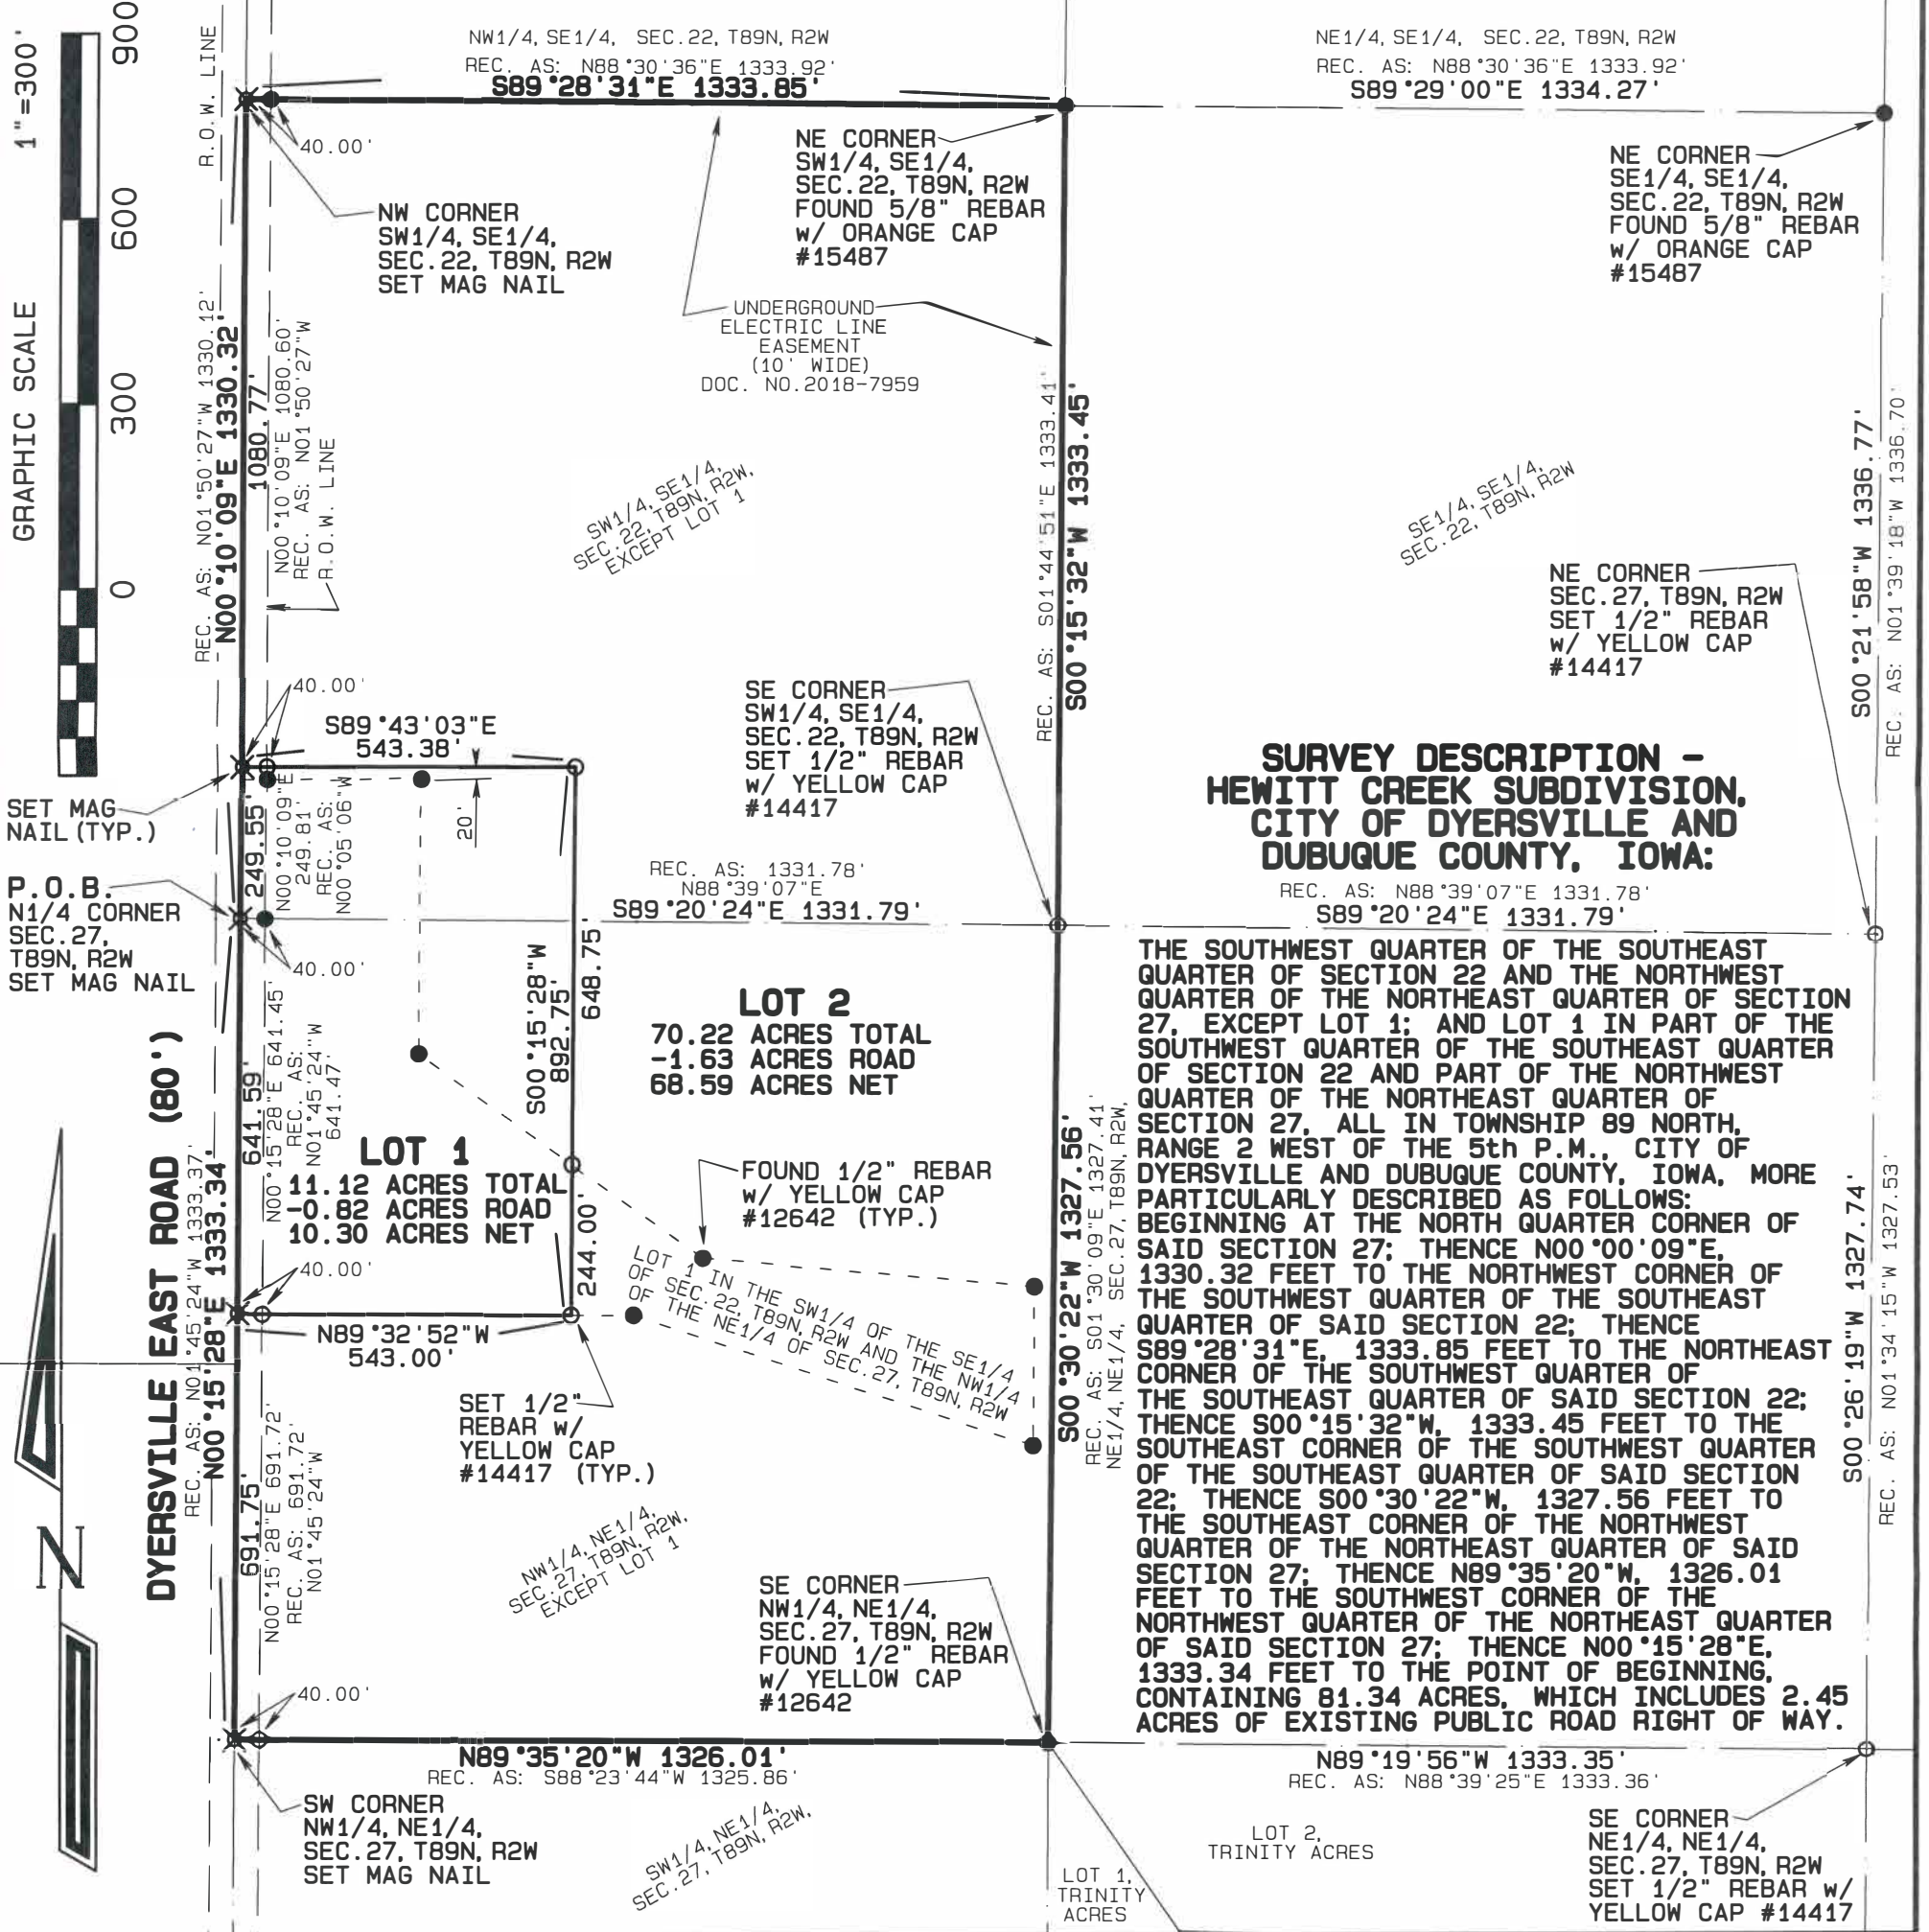 GRAPHIC SCALE 1"=300'
900
600
300
0
R.O.W. LINE
NW1/4, SE1/4, SEC.22, T89N, R2W
REC. AS: N88°30'36"E 1333.92'
S89°28'31"E 1333.85'
NE1/4, SE1/4, SEC.22, T89N, R2W
REC. AS: N88°30'36"E 1333.92'
S89°29'00"E 1334.27'
40.00'
NW CORNER
SW1/4, SE1/4,
SEC.22, T89N, R2W
SET MAG NAIL
NE CORNER
SW1/4, SE1/4,
SEC.22, T89N, R2W
FOUND 5/8" REBAR
w/ ORANGE CAP
#15487
NE CORNER
SE1/4, SE1/4,
SEC.22, T89N, R2W
FOUND 5/8" REBAR
w/ ORANGE CAP
#15487
UNDERGROUND
ELECTRIC LINE
EASEMENT
(10' WIDE)
DOC. NO.2018-7959
REC. AS: N01°50'27"W 1330.12'
N00°10'09"E 1330.32'
1080.77'
N00°10'09"E 1080.60'
REC. AS: N01°50'27"W
R.O.W. LINE
SW1/4, SE1/4,
SEC.22, T89N, R2W,
EXCEPT LOT 1
REC. AS: S01°44'51"E 1333.41'
S00°15'32"W 1333.45'
SE1/4, SE1/4,
SEC.22, T89N, R2W
S00°21'58"W 1336.77'
REC. AS: N01°39'18"W 1336.70'
NE CORNER
SEC.27, T89N, R2W
SET 1/2" REBAR
w/ YELLOW CAP
#14417
40.00'
S89°43'03"E
543.38'
20'
SE CORNER
SW1/4, SE1/4,
SEC.22, T89N, R2W
SET 1/2" REBAR
w/ YELLOW CAP
#14417
SET MAG
NAIL (TYP.)
249.55'
N00°10'09"E
249.81'
REC. AS:
N00°05'06"W
P.O.B.
N1/4 CORNER
SEC.27,
T89N, R2W
SET MAG NAIL
REC. AS: 1331.78'
N88°39'07"E
S89°20'24"E 1331.79'
40.00'
SURVEY DESCRIPTION -
HEWITT CREEK SUBDIVISION,
CITY OF DYERSVILLE AND
DUBUQUE COUNTY, IOWA:
REC. AS: N88°39'07"E 1331.78'
S89°20'24"E 1331.79'
THE SOUTHWEST QUARTER OF THE SOUTHEAST
QUARTER OF SECTION 22 AND THE NORTHWEST
QUARTER OF THE NORTHEAST QUARTER OF SECTION
27, EXCEPT LOT 1; AND LOT 1 IN PART OF THE
SOUTHWEST QUARTER OF THE SOUTHEAST QUARTER
OF SECTION 22 AND PART OF THE NORTHWEST
QUARTER OF THE NORTHEAST QUARTER OF
SECTION 27, ALL IN TOWNSHIP 89 NORTH,
RANGE 2 WEST OF THE 5th P.M., CITY OF
DYERSVILLE AND DUBUQUE COUNTY, IOWA, MORE
PARTICULARLY DESCRIBED AS FOLLOWS:
BEGINNING AT THE NORTH QUARTER CORNER OF
SAID SECTION 27; THENCE N00°00'09"E,
1330.32 FEET TO THE NORTHWEST CORNER OF
THE SOUTHWEST QUARTER OF THE SOUTHEAST
QUARTER OF SAID SECTION 22; THENCE
S89°28'31"E, 1333.85 FEET TO THE NORTHEAST
CORNER OF THE SOUTHWEST QUARTER OF
THE SOUTHEAST QUARTER OF SAID SECTION 22;
THENCE S00°15'32"W, 1333.45 FEET TO THE
SOUTHEAST CORNER OF THE SOUTHWEST QUARTER
OF THE SOUTHEAST QUARTER OF SAID SECTION
22; THENCE S00°30'22"W, 1327.56 FEET TO
THE SOUTHEAST CORNER OF THE NORTHWEST
QUARTER OF THE NORTHEAST QUARTER OF SAID
SECTION 27; THENCE N89°35'20"W, 1326.01
FEET TO THE SOUTHWEST CORNER OF THE
NORTHWEST QUARTER OF THE NORTHEAST QUARTER
OF SAID SECTION 27; THENCE N00°15'28"E,
1333.34 FEET TO THE POINT OF BEGINNING,
CONTAINING 81.34 ACRES, WHICH INCLUDES 2.45
ACRES OF EXISTING PUBLIC ROAD RIGHT OF WAY.
S00°15'28"W
892.75'
648.75'
244.00'
LOT 2
70.22 ACRES TOTAL
-1.63 ACRES ROAD
68.59 ACRES NET
DYERSVILLE EAST ROAD (80')
REC. AS: N01°45'24"W 1333.37'
N00°15'28"E 1333.34'
641.59'
N00°15'28"E 641.45'
REC. AS:
N01°45'24"W
641.47'
LOT 1
11.12 ACRES TOTAL
-0.82 ACRES ROAD
10.30 ACRES NET
FOUND 1/2" REBAR
w/ YELLOW CAP
#12642 (TYP.)
40.00'
LOT 1 IN THE SW1/4 OF THE SE1/4
OF SEC.22, T89N, R2W AND THE NW1/4
OF THE NE1/4 OF SEC.27, T89N, R2W
S00°30'22"W 1327.56'
REC. AS: S01°30'09"E 1327.41'
NE1/4, NE1/4, SEC.27, T89N, R2W,
N89°32'52"W
543.00'
SET 1/2"
REBAR w/
YELLOW CAP
#14417 (TYP.)
691.75'
N00°15'28"E 691.72'
REC. AS: 691.72'
N01°45'24"W
NW1/4, NE1/4,
SEC.27, T89N, R2W,
EXCEPT LOT 1
SE CORNER
NW1/4, NE1/4,
SEC.27, T89N, R2W
FOUND 1/2" REBAR
w/ YELLOW CAP
#12642
S00°26'19"W 1327.74'
REC. AS: N01°34'15"W 1327.53'
N
40.00'
N89°35'20"W 1326.01'
REC. AS: S88°23'44"W 1325.86'
N89°19'56"W 1333.35'
REC. AS: N88°39'25"E 1333.36'
SW CORNER
NW1/4, NE1/4,
SEC.27, T89N, R2W
SET MAG NAIL
SW1/4, NE1/4,
SEC.27, T89N, R2W,
LOT 1,
TRINITY
ACRES
LOT 2,
TRINITY ACRES
SE CORNER
NE1/4, NE1/4,
SEC.27, T89N, R2W
SET 1/2" REBAR w/
YELLOW CAP #14417